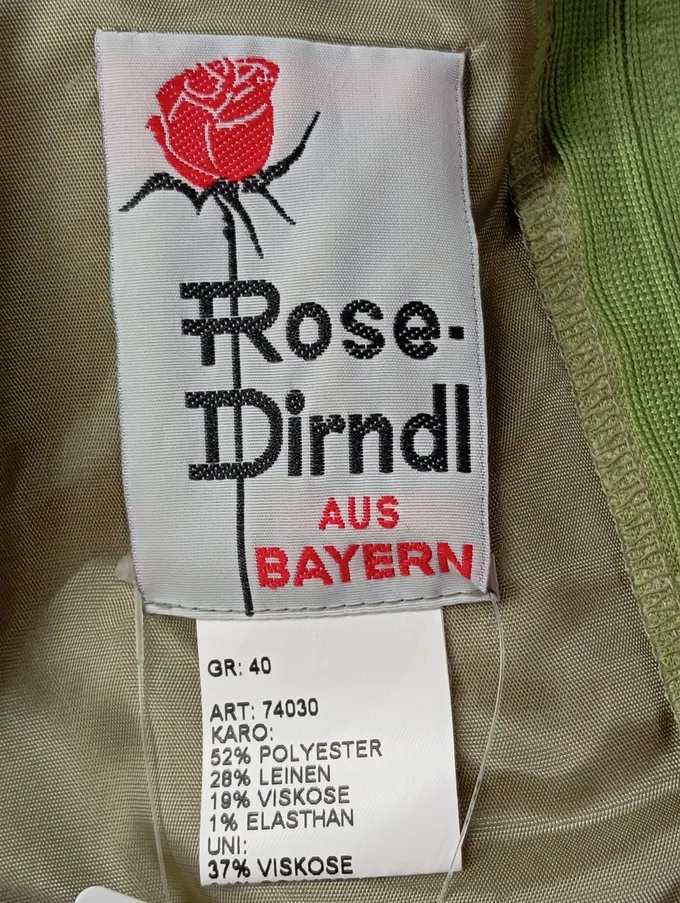 Rose-
Dirndl
AUS
BAYERN
GR: 40
ART: 74030
KARO:
52% POLYESTER
28% LEINEN
19% VISKOSE
1% ELASTHAN
UNI:
37% VISKOSE